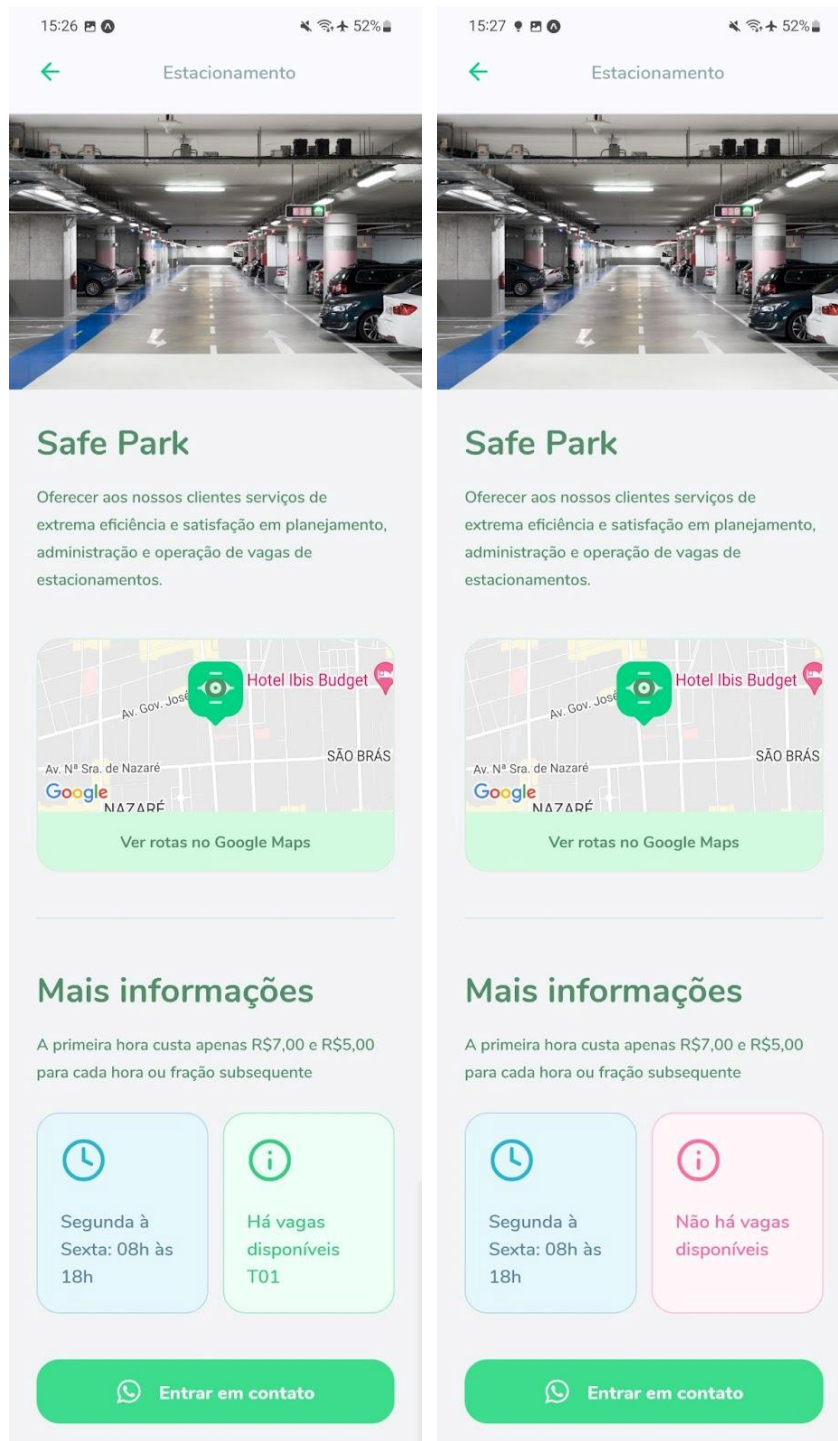 15:26
52%
Estacionamento
Safe Park
Oferecer aos nossos clientes serviços de
extrema eficiência e satisfação em planejamento,
administração e operação de vagas de
estacionamentos.
Hotel Ibis Budget
Av. Gov. José
SÃO BRÁS
Av. Nª Sra. de Nazaré
Google
NAZARÉ
Ver rotas no Google Maps
Mais informações
A primeira hora custa apenas R$7,00 e R$5,00
para cada hora ou fração subsequente
Segunda à
Sexta: 08h às
18h
Há vagas
disponíveis
T01
Entrar em contato
15:27
52%
Estacionamento
Safe Park
Oferecer aos nossos clientes serviços de
extrema eficiência e satisfação em planejamento,
administração e operação de vagas de
estacionamentos.
Hotel Ibis Budget
Av. Gov. José
SÃO BRÁS
Av. Nª Sra. de Nazaré
Google
NAZARÉ
Ver rotas no Google Maps
Mais informações
A primeira hora custa apenas R$7,00 e R$5,00
para cada hora ou fração subsequente
Segunda à
Sexta: 08h às
18h
Não há vagas
disponíveis
Entrar em contato